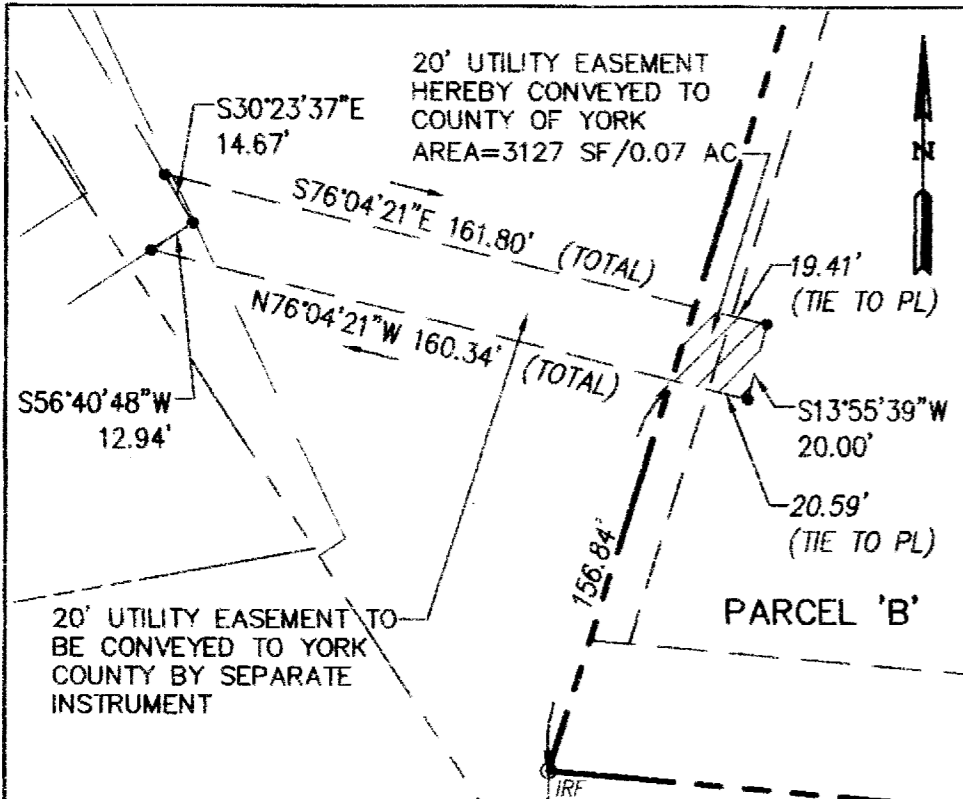 20' UTILITY EASEMENT
HEREBY CONVEYED TO
COUNTY OF YORK
AREA=3127 SF/0.07 AC
S30°23'37"E
14.67'
N
S76°04'21"E 161.80' (TOTAL)
19.41'
(TIE TO PL)
N76°04'21"W 160.34' (TOTAL)
S56°40'48"W
12.94'
S13°55'39"W
20.00'
20.59'
(TIE TO PL)
156.84'
PARCEL 'B'
20' UTILITY EASEMENT TO
BE CONVEYED TO YORK
COUNTY BY SEPARATE
INSTRUMENT
IRF